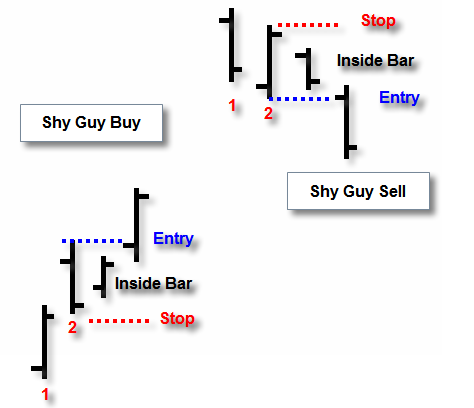 Stop
Inside Bar
1
2
Entry
Shy Guy Buy
Shy Guy Sell
Entry
Inside Bar
2
Stop
1